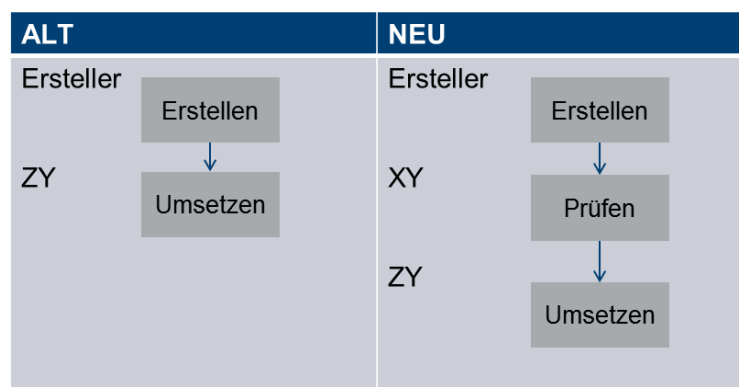 ALT
Ersteller
Erstellen
ZY
Umsetzen
NEU
Ersteller
Erstellen
XY
Prüfen
ZY
Umsetzen